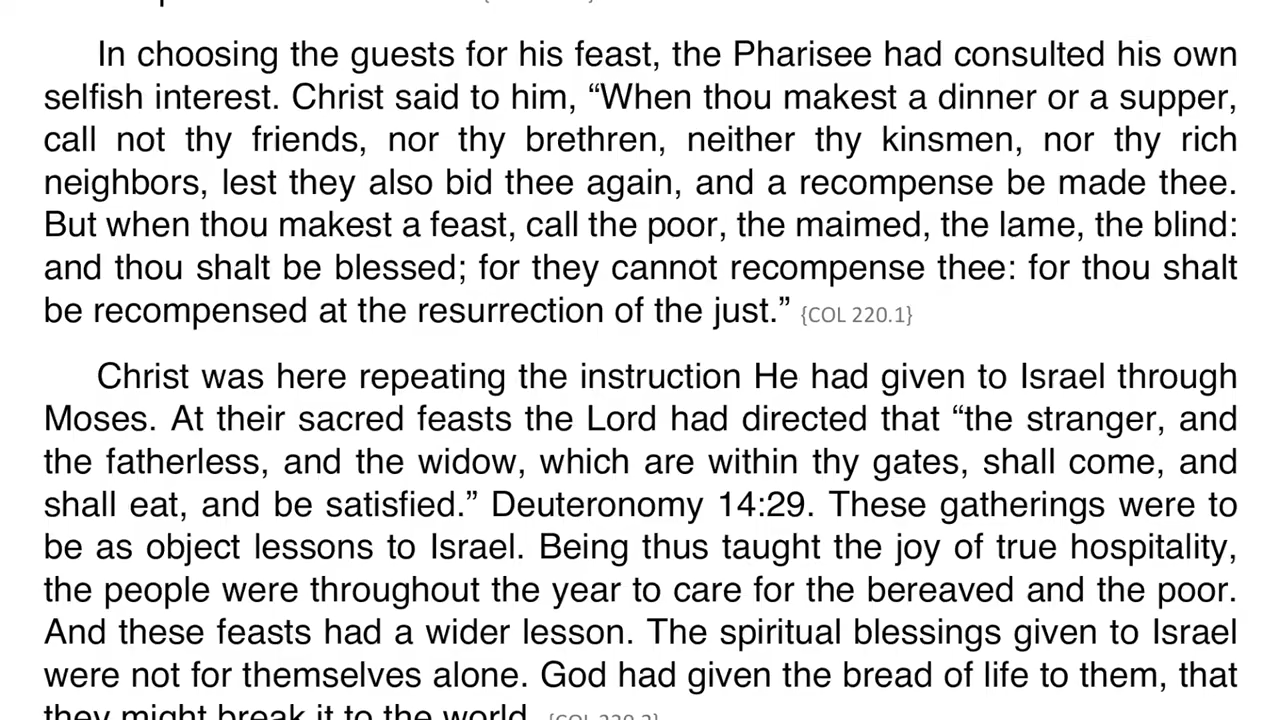 In choosing the guests for his feast, the Pharisee had consulted his own
selfish interest. Christ said to him, “When thou makest a dinner or a supper,
call not thy friends, nor thy brethren, neither thy kinsmen, nor thy rich
neighbors, lest they also bid thee again, and a recompense be made thee.
But when thou makest a feast, call the poor, the maimed, the lame, the blind:
and thou shalt be blessed; for they cannot recompense thee: for thou shalt
be recompensed at the resurrection of the just.” {COL 220.1}
Christ was here repeating the instruction He had given to Israel through
Moses. At their sacred feasts the Lord had directed that “the stranger, and
the fatherless, and the widow, which are within thy gates, shall come, and
shall eat, and be satisfied.” Deuteronomy 14:29. These gatherings were to
be as object lessons to Israel. Being thus taught the joy of true hospitality,
the people were throughout the year to care for the bereaved and the poor.
And these feasts had a wider lesson. The spiritual blessings given to Israel
were not for themselves alone. God had given the bread of life to them, that
they might break it to the world. {COL 220.2}